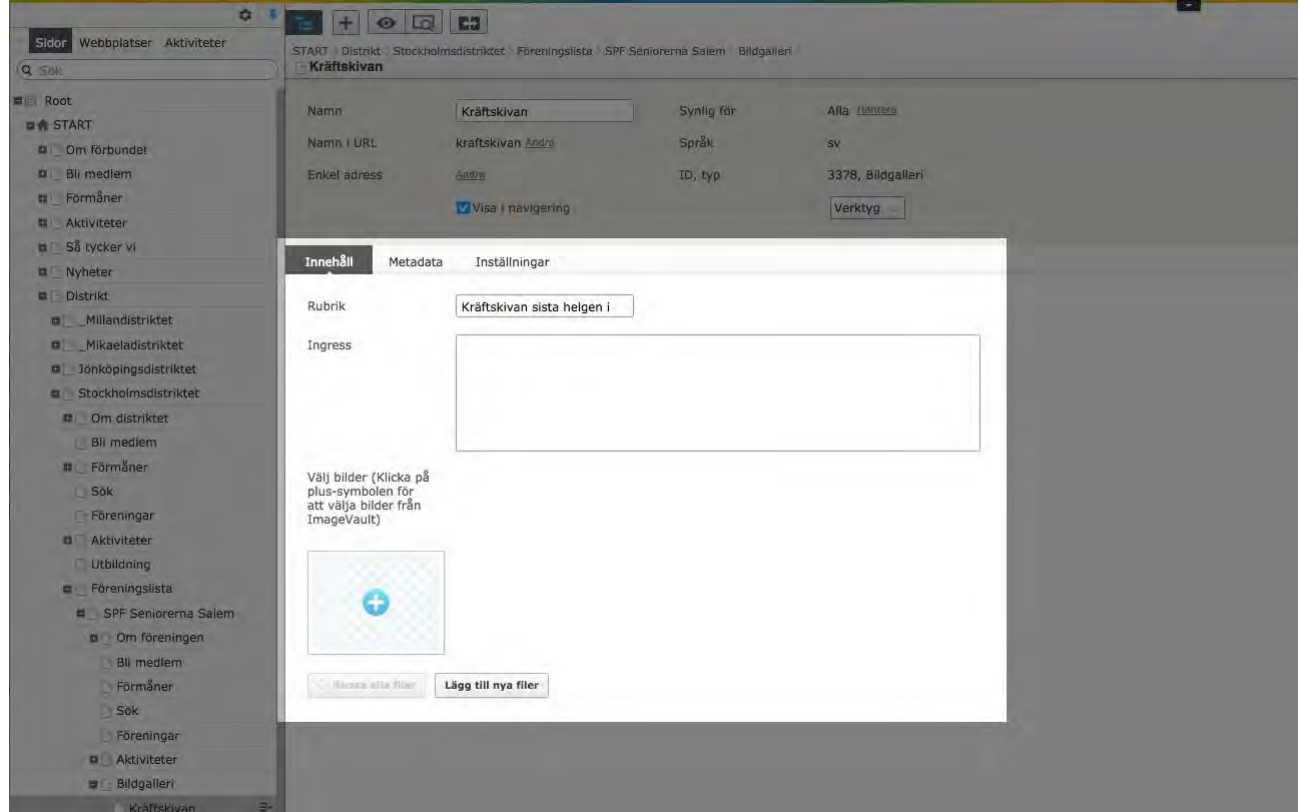 Sidor Webbplatser Aktiviteter
Sök
Root
START
Om förbundet
Bli medlem
Förmåner
Aktiviteter
Så tycker vi
Nyheter
Distrikt
_Millandistriktet
_Mikaeladistriktet
Jönköpingsdistriktet
Stockholmsdistriktet
Om distriktet
Bli medlem
Förmåner
Sök
Föreningar
Aktiviteter
Utbildning
Föreningslista
SPF Seniorerna Salem
Om föreningen
Bli medlem
Förmåner
Sök
Föreningar
Aktiviteter
Bildgalleri
Kräftskivan
START Distrikt Stockholmsdistriktet Föreningslista SPF Seniorerna Salem Bildgalleri
Kräftskivan
Namn Kräftskivan Synlig för Alla Hantera
Namn i URL kraftskivan Ändra Språk sv
Enkel adress Ändra ID, typ 3378, Bildgalleri
Visa i navigering Verktyg
Innehåll Metadata Inställningar
Rubrik Kräftskivan sista helgen i
Ingress
Välj bilder (Klicka på
plus-symbolen för
att välja bilder från
ImageVault)
Rensa alla filer Lägg till nya filer